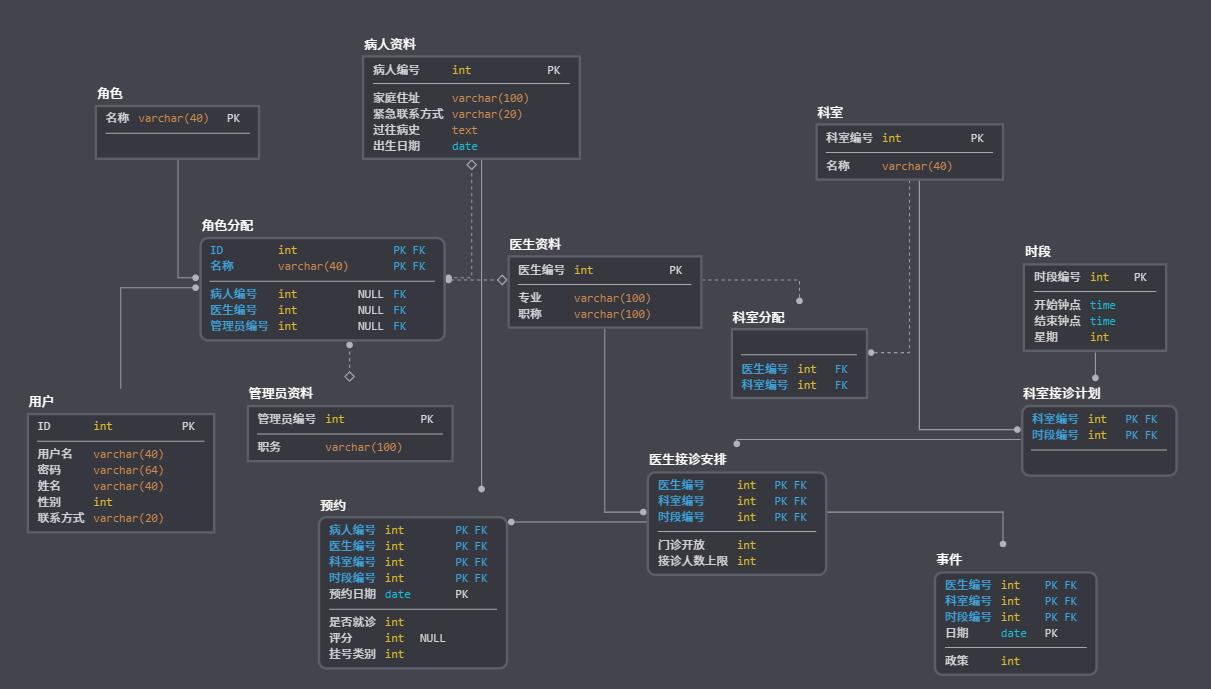 病人资料
病人编号 int PK
家庭住址 varchar(100)
紧急联系方式 varchar(20)
过往病史 text
出生日期 date
角色
名称 varchar(40) PK
科室
科室编号 int PK
名称 varchar(40)
角色分配
ID int PK FK
名称 varchar(40) PK FK
病人编号 int NULL FK
医生编号 int NULL FK
管理员编号 int NULL FK
医生资料
医生编号 int PK
专业 varchar(100)
职称 varchar(100)
时段
时段编号 int PK
开始钟点 time
结束钟点 time
星期 int
科室分配
医生编号 int FK
科室编号 int FK
用户
ID int PK
用户名 varchar(40)
密码 varchar(64)
姓名 varchar(40)
性别 int
联系方式 varchar(20)
管理员资料
管理员编号 int PK
职务 varchar(100)
科室接诊计划
科室编号 int PK FK
时段编号 int PK FK
医生接诊安排
医生编号 int PK FK
科室编号 int PK FK
时段编号 int PK FK
门诊开放 int
接诊人数上限 int
预约
病人编号 int PK FK
医生编号 int PK FK
科室编号 int PK FK
时段编号 int PK FK
预约日期 date PK
是否就诊 int
评分 int NULL
挂号类别 int
事件
医生编号 int PK FK
科室编号 int PK FK
时段编号 int PK FK
日期 date PK
政策 int